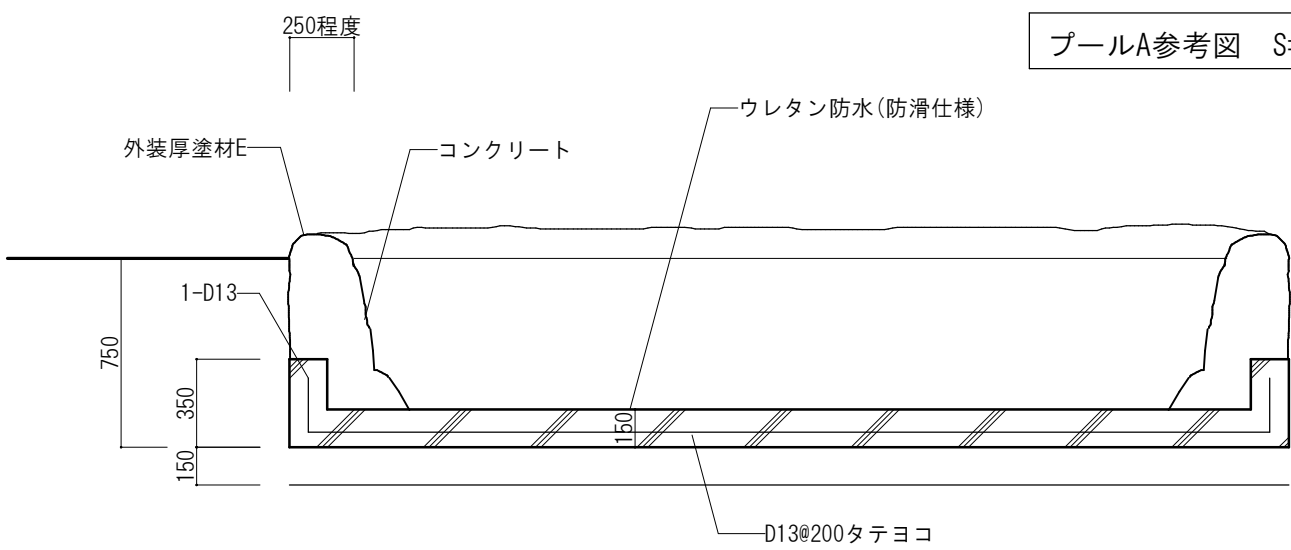 250程度
プールA参考図　S
ウレタン防水(防滑仕様)
外装厚塗材E
コンクリート
1-D13
750
350
150
150
D13@200タテヨコ